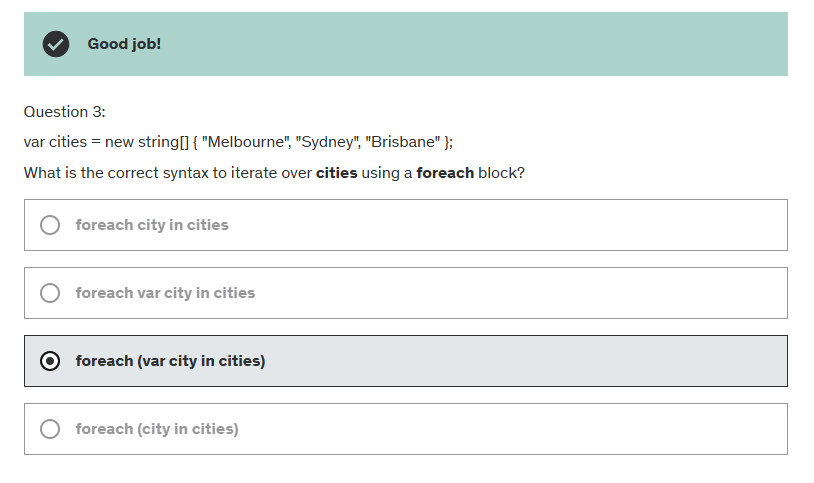 Good job!
Question 3:
var cities = new string[] { "Melbourne", "Sydney", "Brisbane" };
What is the correct syntax to iterate over cities using a foreach block?
foreach city in cities
foreach var city in cities
foreach (var city in cities)
foreach (city in cities)